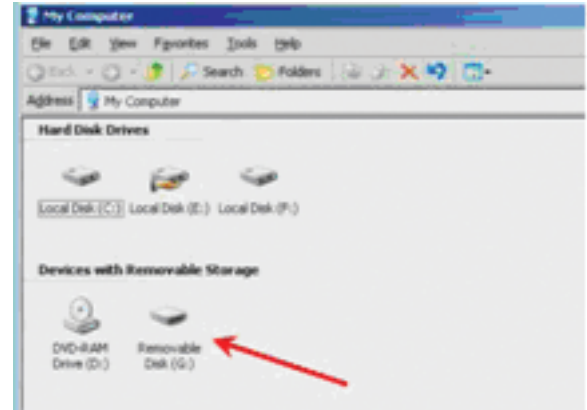 My Computer
File Edit View Favorites Tools Help
Back Search Folders
Address My Computer
Hard Disk Drives
Local Disk (C:) Local Disk (E:) Local Disk (F:)
Devices with Removable Storage
DVD-RAM Removable
Drive (D:) Disk (G:)